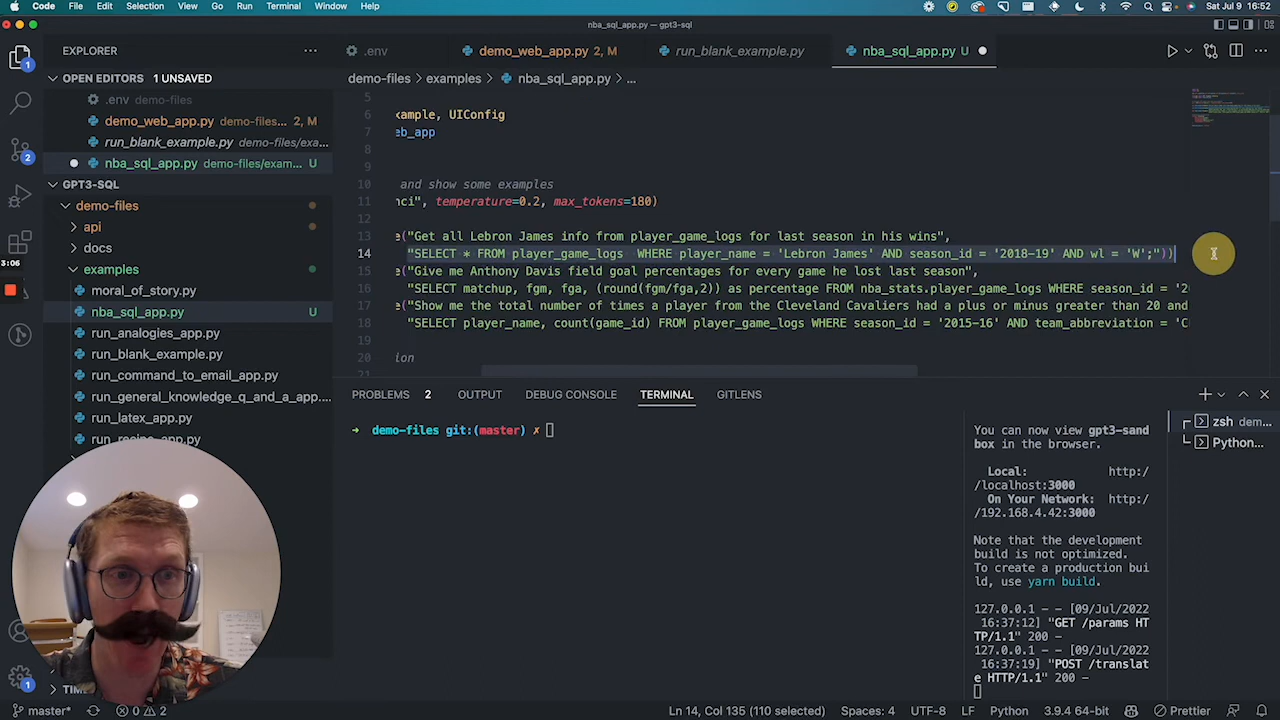 Code File Edit Selection View Go Run Terminal Window Help
Sat Jul 9 16:52
nba_sql_app.py — gpt3-sql
EXPLORER
.env
demo_web_app.py 2, M
run_blank_example.py
nba_sql_app.py U
OPEN EDITORS 1 UNSAVED
demo-files > examples > nba_sql_app.py > ...
.env demo-files
demo_web_app.py demo-files... 2, M
run_blank_example.py demo-files/exa...
nba_sql_app.py demo-files/exam... U
GPT3-SQL
demo-files
api
docs
examples
moral_of_story.py
nba_sql_app.py U
run_analogies_app.py
run_blank_example.py
run_command_to_email_app.py
run_general_knowledge_q_and_a_app....
run_latex_app.py
run_recipe_app.py
3:06
1
2
1
5
6 xample, UIConfig
7 eb_app
8
9
10 and show some examples
11 nci", temperature=0.2, max_tokens=180)
12
13 e("Get all Lebron James info from player_game_logs for last season in his wins",
14 "SELECT * FROM player_game_logs  WHERE player_name = 'Lebron James' AND season_id = '2018-19' AND wl = 'W';"))
15 e("Give me Anthony Davis field goal percentages for every game he lost last season",
16 "SELECT matchup, fgm, fga, (round(fgm/fga,2)) as percentage FROM nba_stats.player_game_logs WHERE season_id = '2
17 e("Show me the total number of times a player from the Cleveland Cavaliers had a plus or minus greater than 20 and
18 "SELECT player_name, count(game_id) FROM player_game_logs WHERE season_id = '2015-16' AND team_abbreviation = 'C
19
20 ion
21
PROBLEMS 2 OUTPUT DEBUG CONSOLE TERMINAL GITLENS
➜ demo-files git:(master) ✗
You can now view gpt3-sand
box in the browser.
Local: http:/
/localhost:3000
On Your Network: http:/
/192.168.4.42:3000
Note that the development
build is not optimized.
To create a production bui
ld, use yarn build.
127.0.0.1 - - [09/Jul/2022
16:37:12] "GET /params HT
TP/1.1" 200 -
127.0.0.1 - - [09/Jul/2022
16:37:19] "POST /translat
e HTTP/1.1" 200 -
zsh dem...
Python...
TIM
master* 0 2
Ln 14, Col 135 (110 selected) Spaces: 4 UTF-8 LF Python 3.9.4 64-bit Prettier